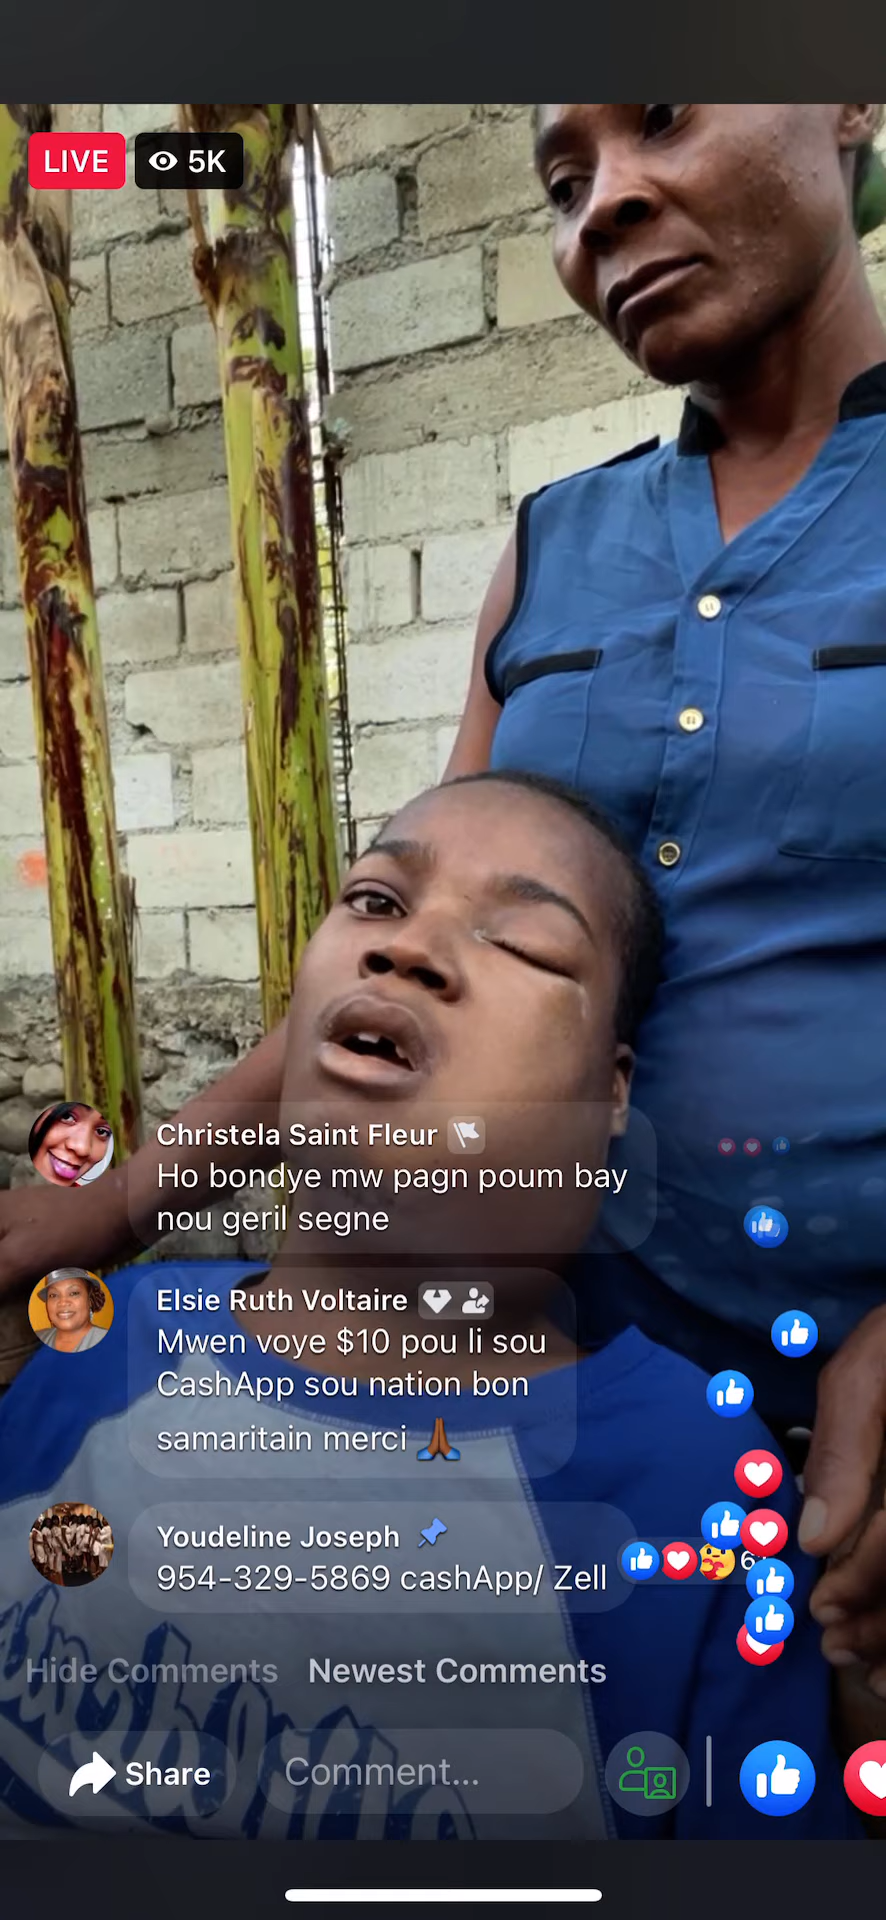 LIVE
5K
Christela Saint Fleur
Ho bondye mw pagn poum bay
nou geril segne
Elsie Ruth Voltaire
Mwen voye $10 pou li sou
CashApp sou nation bon
samaritain merci 🙏🏾
Youdeline Joseph
954-329-5869 cashApp/ Zell
Hide Comments Newest Comments
Share
Comment...